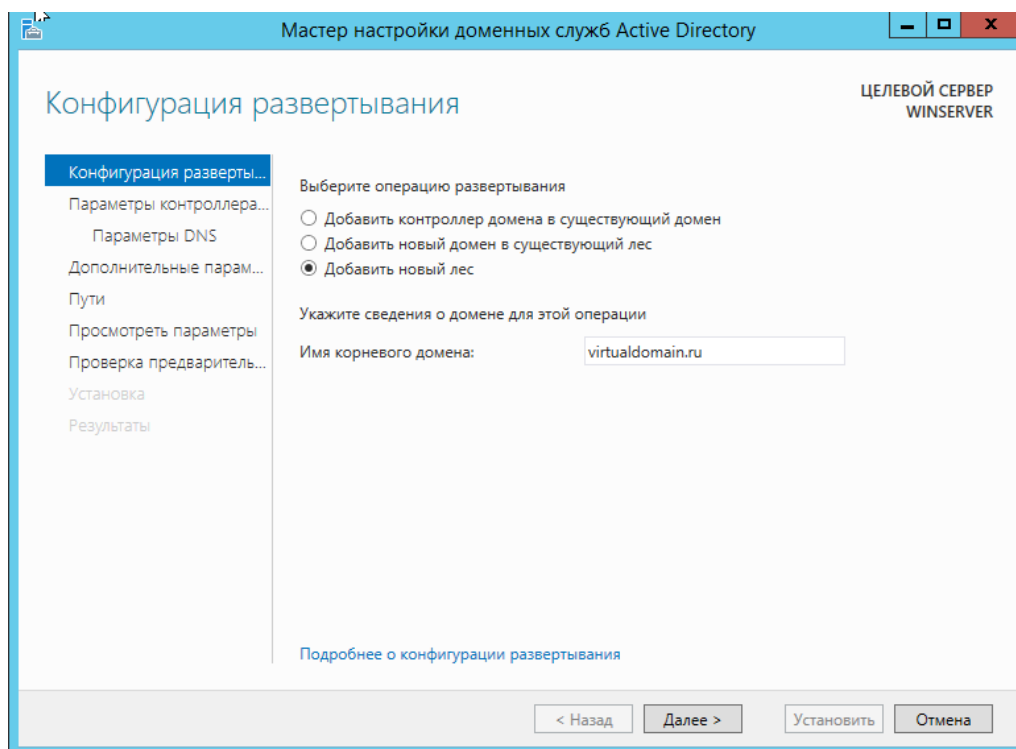 Мастер настройки доменных служб Active Directory
Конфигурация развертывания
ЦЕЛЕВОЙ СЕРВЕР
WINSERVER
Конфигурация разверты...
Параметры контроллера...
Параметры DNS
Дополнительные парам...
Пути
Просмотреть параметры
Проверка предваритель...
Установка
Результаты
Выберите операцию развертывания
Добавить контроллер домена в существующий домен
Добавить новый домен в существующий лес
Добавить новый лес
Укажите сведения о домене для этой операции
Имя корневого домена: virtualdomain.ru
Подробнее о конфигурации развертывания
< Назад Далее > Установить Отмена